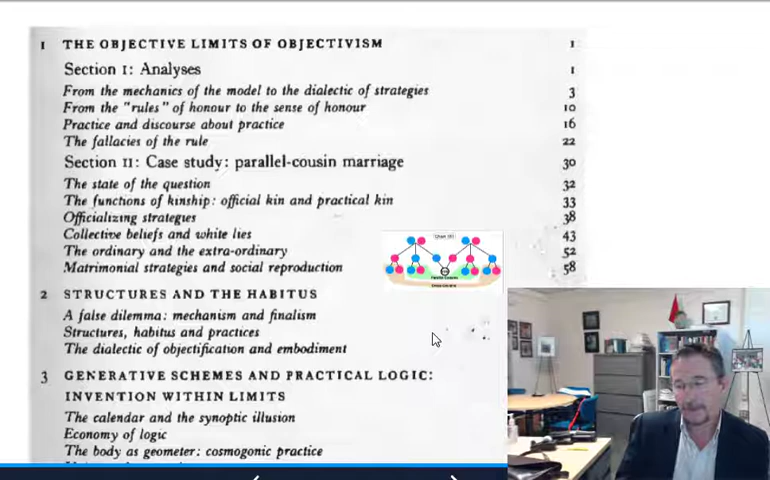 1 THE OBJECTIVE LIMITS OF OBJECTIVISM 1
Section I: Analyses 1
From the mechanics of the model to the dialectic of strategies 3
From the "rules" of honour to the sense of honour 10
Practice and discourse about practice 16
The fallacies of the rule 22
Section II: Case study: parallel-cousin marriage 30
The state of the question 32
The functions of kinship: official kin and practical kin 33
Officializing strategies 38
Collective beliefs and white lies 43
The ordinary and the extra-ordinary 52
Matrimonial strategies and social reproduction 58
2 STRUCTURES AND THE HABITUS
A false dilemma: mechanism and finalism
Structures, habitus and practices
The dialectic of objectification and embodiment
3 GENERATIVE SCHEMES AND PRACTICAL LOGIC:
INVENTION WITHIN LIMITS
The calendar and the synoptic illusion
Economy of logic
The body as geometer: cosmogonic practice